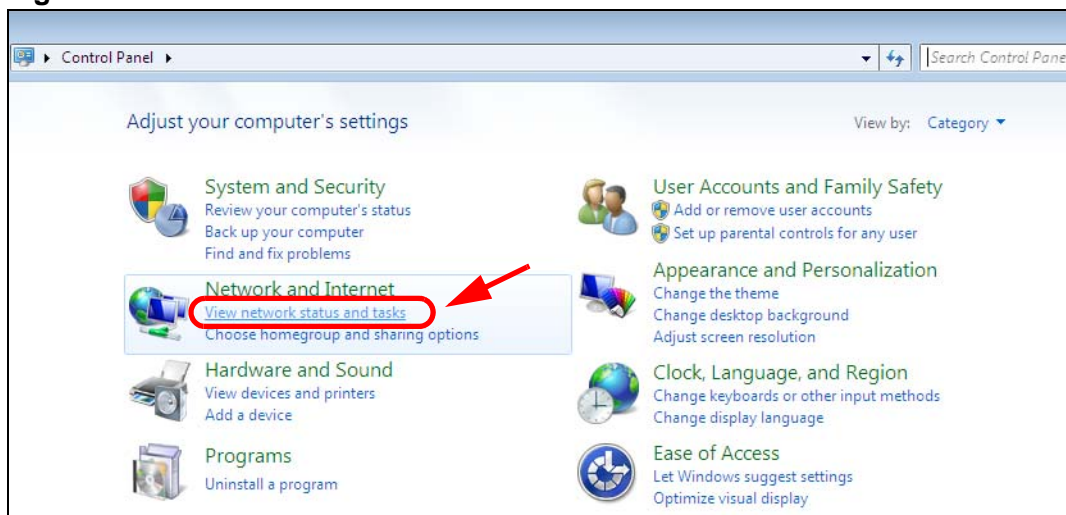 Control Panel
Search Control Pane
Adjust your computer's settings
View by: Category
System and Security
Review your computer's status
Back up your computer
Find and fix problems
Network and Internet
View network status and tasks
Choose homegroup and sharing options
Hardware and Sound
View devices and printers
Add a device
Programs
Uninstall a program
User Accounts and Family Safety
Add or remove user accounts
Set up parental controls for any user
Appearance and Personalization
Change the theme
Change desktop background
Adjust screen resolution
Clock, Language, and Region
Change keyboards or other input methods
Change display language
Ease of Access
Let Windows suggest settings
Optimize visual display